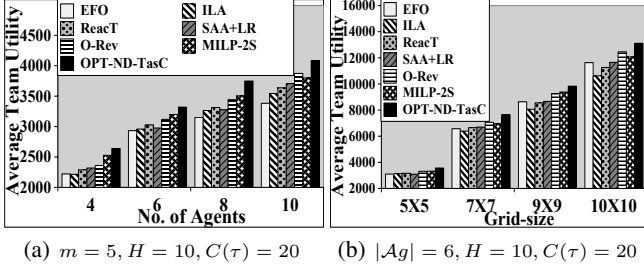 EFO ILA
ReacT SAA+LR
O-Rev MILP-2S
OPT-ND-TasC
Average Team Utility
4500
4000
3500
3000
2500
2000
4 6 8 10
No. of Agents
(a) m = 5, H = 10, C(τ) = 20
EFO
ILA
ReacT
SAA+LR
O-Rev
MILP-2S
OPT-ND-TasC
Average Team Utility
16000
14000
12000
10000
8000
6000
4000
2000
5X5 7X7 9X9 10X10
Grid-size
(b) |𝒜g| = 6, H = 10, C(τ) = 20